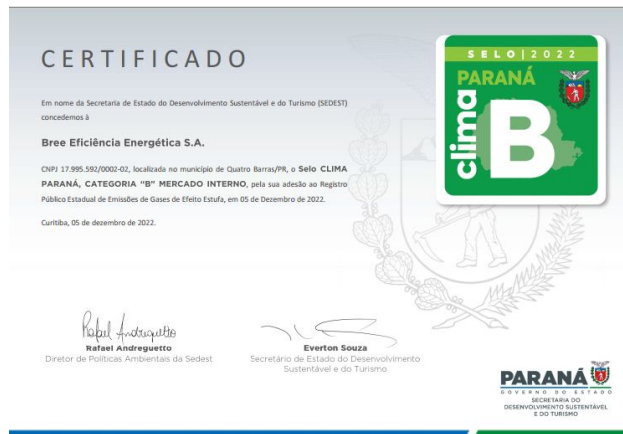 CERTIFICADO
Em nome da Secretaria de Estado do Desenvolvimento Sustentável e do Turismo (SEDEST)
concedemos à
Bree Eficiência Energética S.A.
CNPJ 17.995.592/0002-02, localizada no município de Quatro Barras/PR, o Selo CLIMA
PARANÁ, CATEGORIA "B" MERCADO INTERNO, pela sua adesão ao Registro
Público Estadual de Emissões de Gases de Efeito Estufa, em 05 de dezembro de 2022.
Curitiba, 05 de dezembro de 2022.
SELO|2022
PARANÁ
clima
B
Rafael Andreguetto
Rafael Andreguetto
Diretor de Políticas Ambientais da Sedest
Everton Souza
Secretário de Estado do Desenvolvimento
Sustentável e do Turismo
PARANÁ
GOVERNO DO ESTADO
SECRETARIA DO
DESENVOLVIMENTO SUSTENTÁVEL
E DO TURISMO